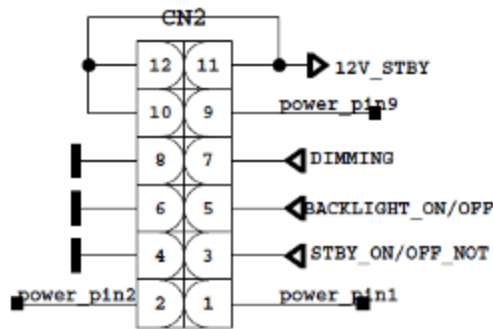 CN2
12 11 12V_STBY
10 9 power_pin9
8 7 DIMMING
6 5 BACKLIGHT_ON/OFF
4 3 STBY_ON/OFF_NOT
power_pin2 2 1 power_pin1